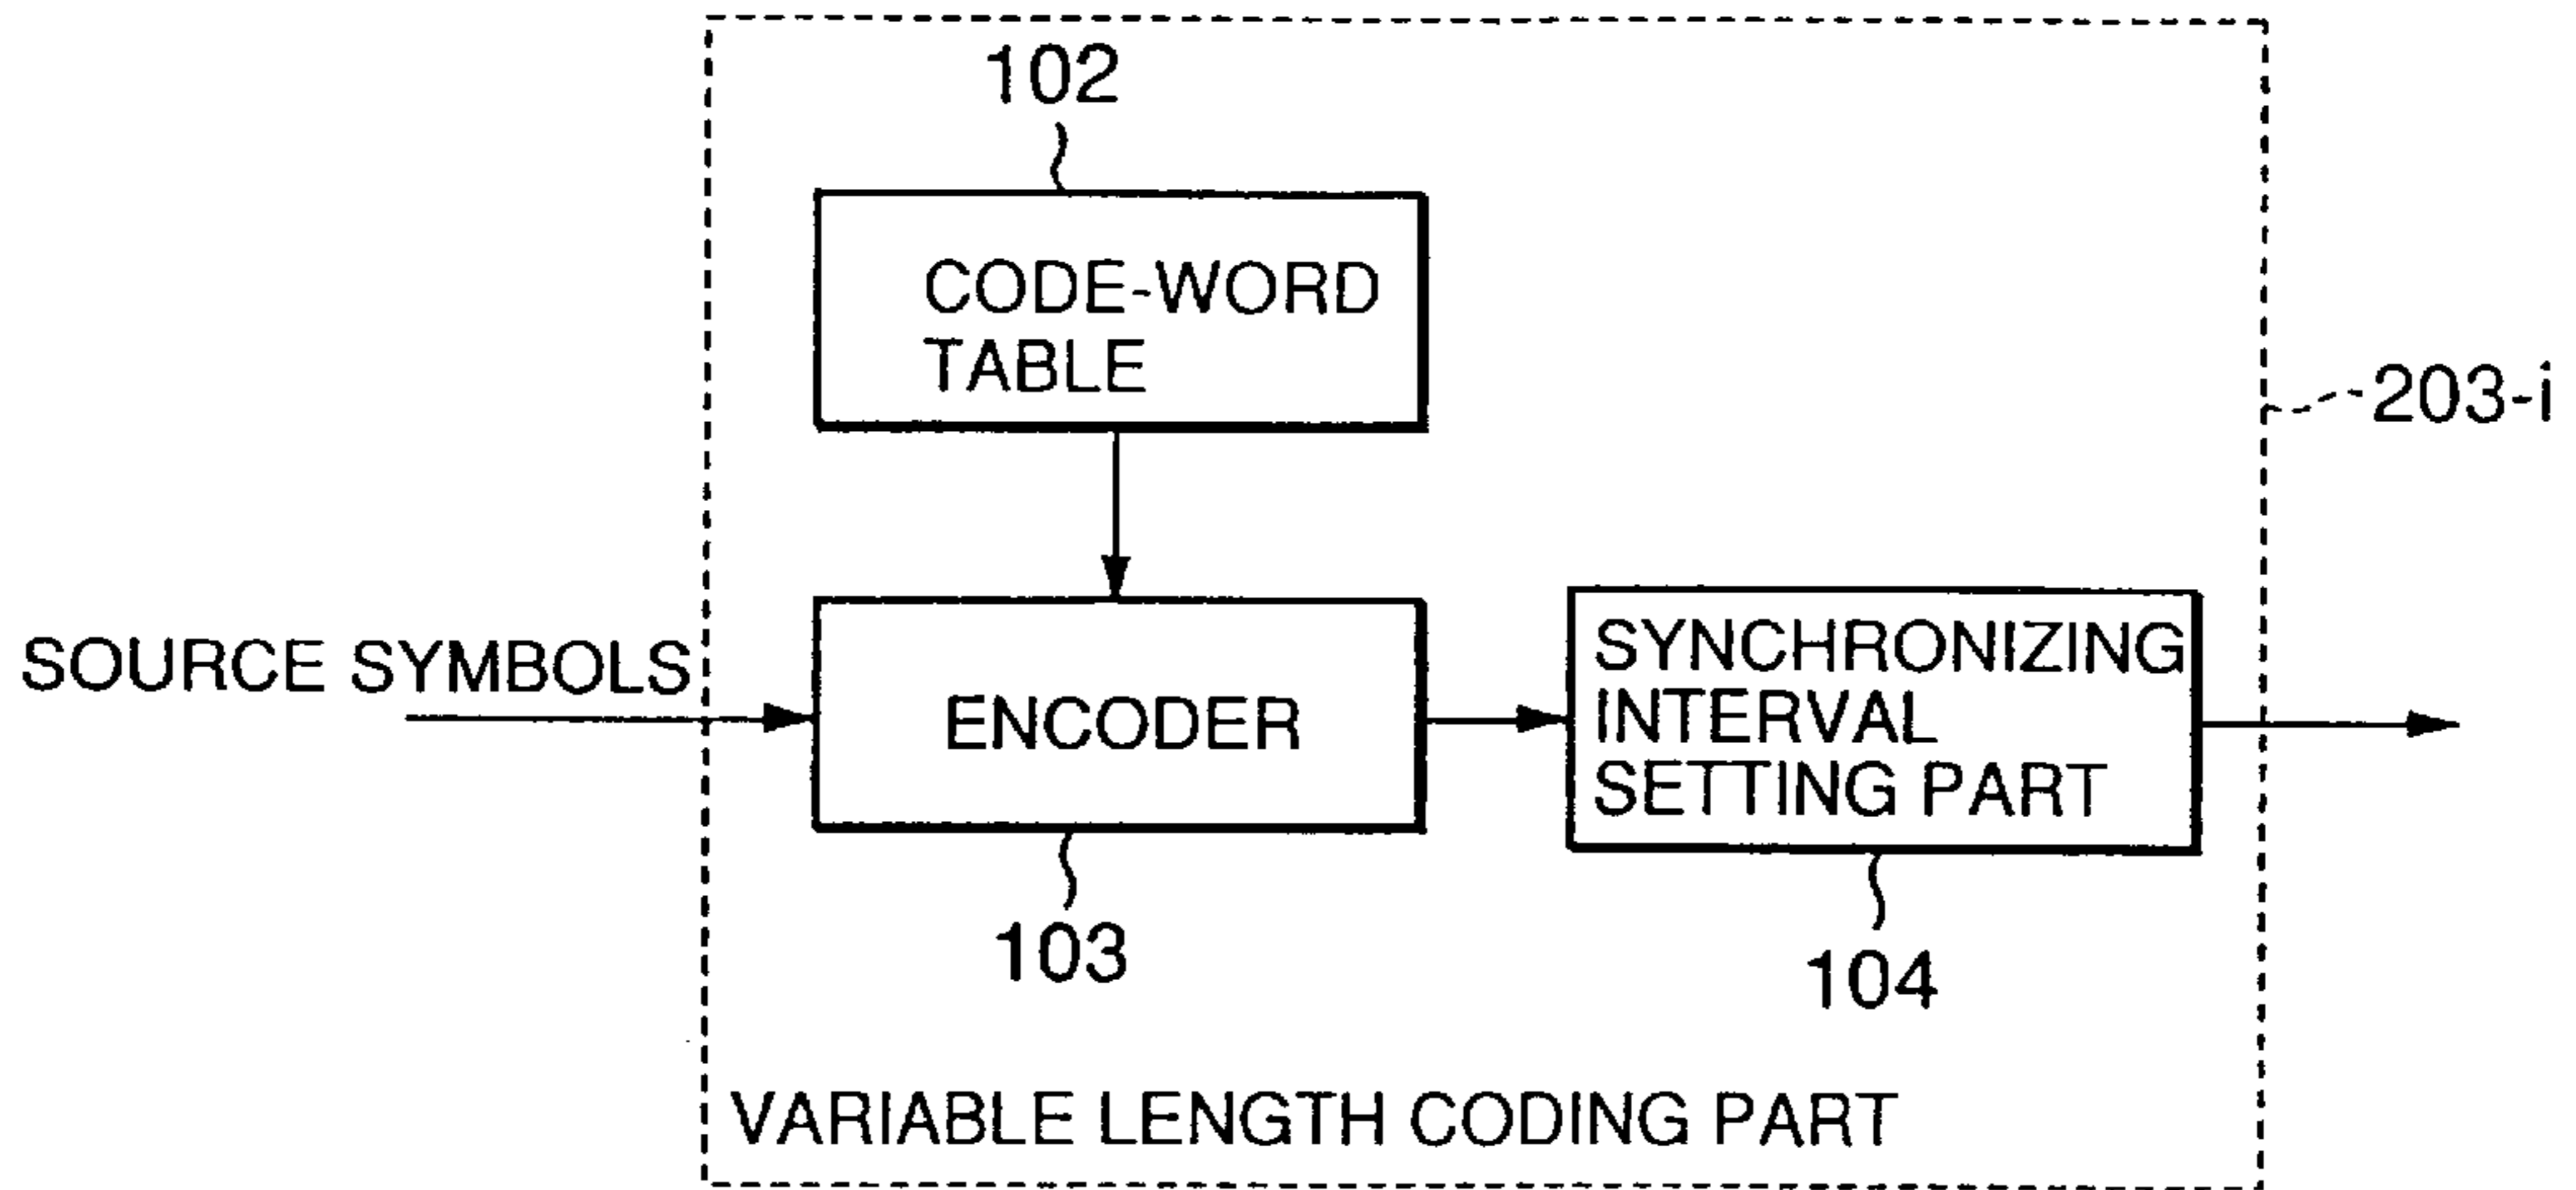 102
CODE-WORD
TABLE
203-i
SOURCE SYMBOLS
ENCODER
SYNCHRONIZING
INTERVAL
SETTING PART
103
104
VARIABLE LENGTH CODING PART